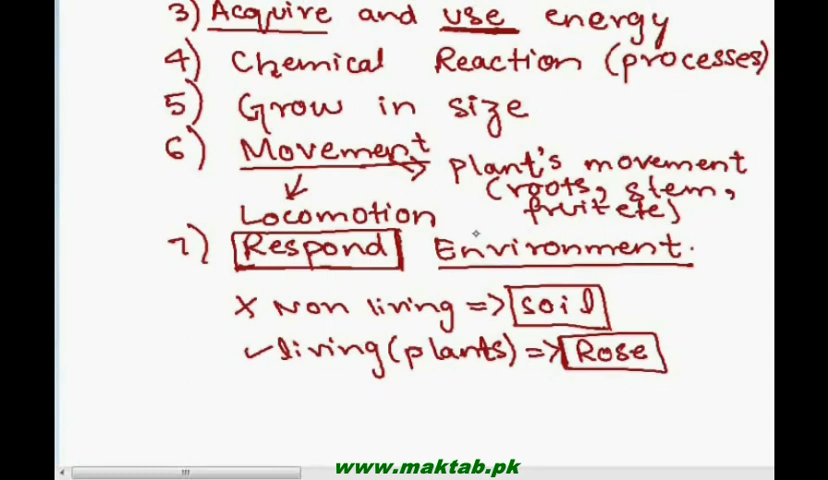 3) Acquire and use energy
4) Chemical Reaction (processes)
5) Grow in size
6) Movement → plant's movement
(roots, stem,
↓
Locomotion fruit etc)
7) Respond Environment.
x Non living => soil
✓ living (plants) => Rose
www.maktab.pk